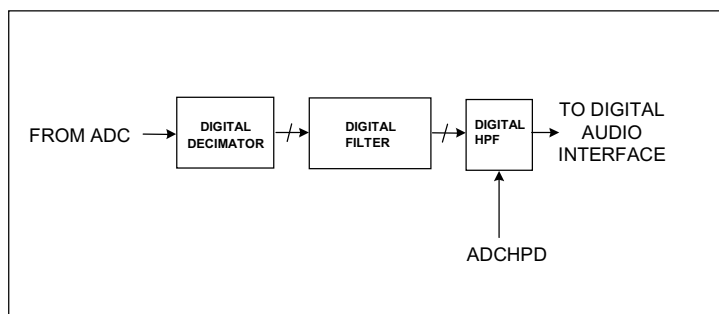 FROM ADC
DIGITAL
DECIMATOR
DIGITAL
FILTER
DIGITAL
HPF
TO DIGITAL
AUDIO
INTERFACE
ADCHPD